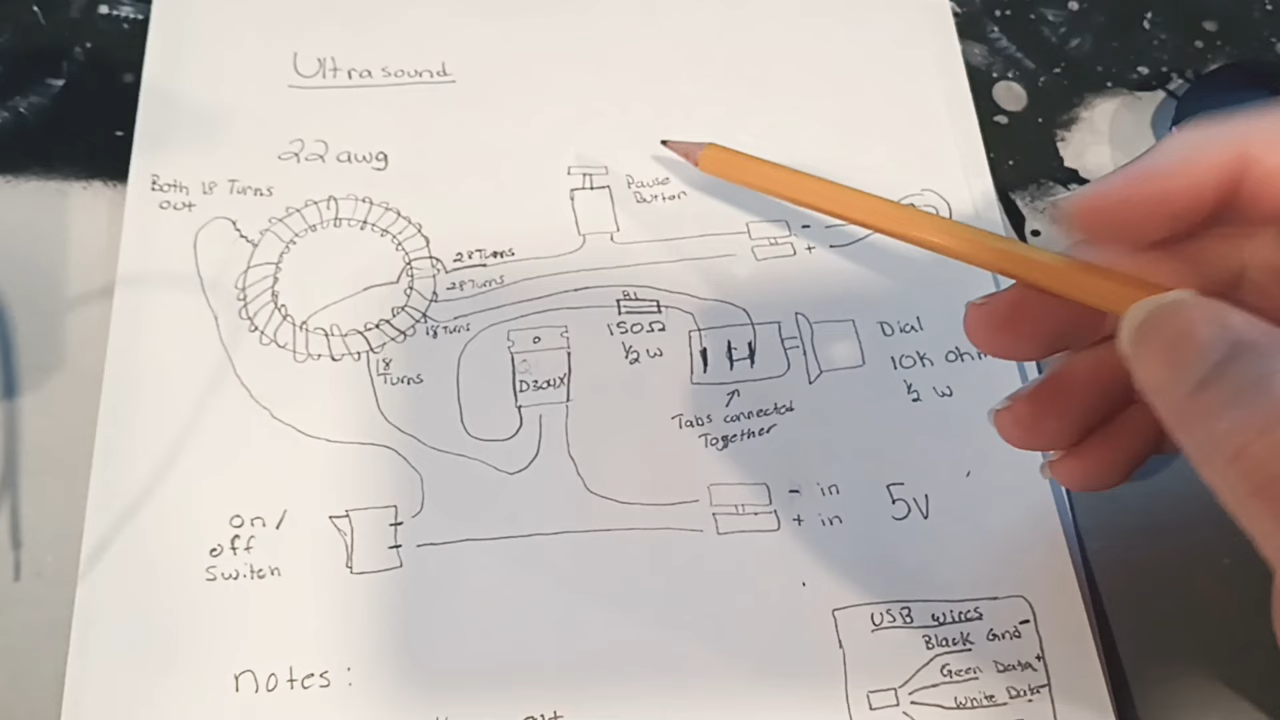 Ultrasound
22 awg
Both 18 Turns
out
Pause
Button
28 Turns
28 Turns
-
+
18 Turns
18
Turns
R1
150Ω
1/2 W
Q1
D304X
Dial
10K ohm
1/2 W
Tabs connected
Together
- in
+ in
5v
on/
off
Switch
USB wires
Black Gnd -
Geen Data +
White Data -
notes: